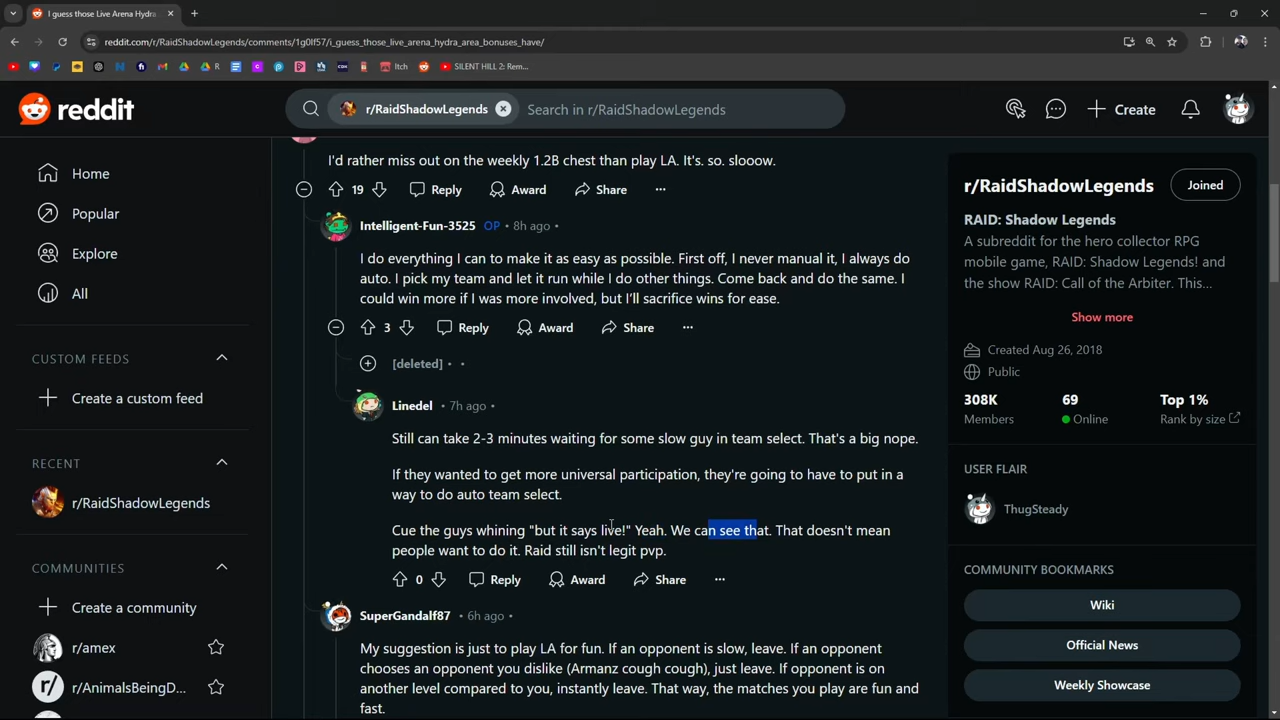 I guess those Live Arena Hydra
reddit.com/r/RaidShadowLegends/comments/1g0lf57/i_guess_those_live_arena_hydra_area_bonuses_have/
R
Itch
SILENT HILL 2: Rem...
reddit
r/RaidShadowLegends
Search in r/RaidShadowLegends
Create
Home
Popular
Explore
All
CUSTOM FEEDS
Create a custom feed
RECENT
r/RaidShadowLegends
COMMUNITIES
Create a community
r/amex
r/AnimalsBeingD...
I'd rather miss out on the weekly 1.2B chest than play LA. It's. so. slooow.
19 Reply Award Share
Intelligent-Fun-3525 OP • 8h ago •
I do everything I can to make it as easy as possible. First off, I never manual it, I always do
auto. I pick my team and let it run while I do other things. Come back and do the same. I
could win more if I was more involved, but I'll sacrifice wins for ease.
3 Reply Award Share
[deleted] • •
Linedel • 7h ago •
Still can take 2-3 minutes waiting for some slow guy in team select. That's a big nope.
If they wanted to get more universal participation, they're going to have to put in a
way to do auto team select.
Cue the guys whining "but it says live!" Yeah. We can see that. That doesn't mean
people want to do it. Raid still isn't legit pvp.
0 Reply Award Share
SuperGandalf87 • 6h ago •
My suggestion is just to play LA for fun. If an opponent is slow, leave. If an opponent
chooses an opponent you dislike (Armanz cough cough), just leave. If opponent is on
another level compared to you, instantly leave. That way, the matches you play are fun and
fast.
r/RaidShadowLegends
Joined
RAID: Shadow Legends
A subreddit for the hero collector RPG
mobile game, RAID: Shadow Legends! and
the show RAID: Call of the Arbiter. This...
Show more
Created Aug 26, 2018
Public
308K 69 Top 1%
Members Online Rank by size
USER FLAIR
ThugSteady
COMMUNITY BOOKMARKS
Wiki
Official News
Weekly Showcase